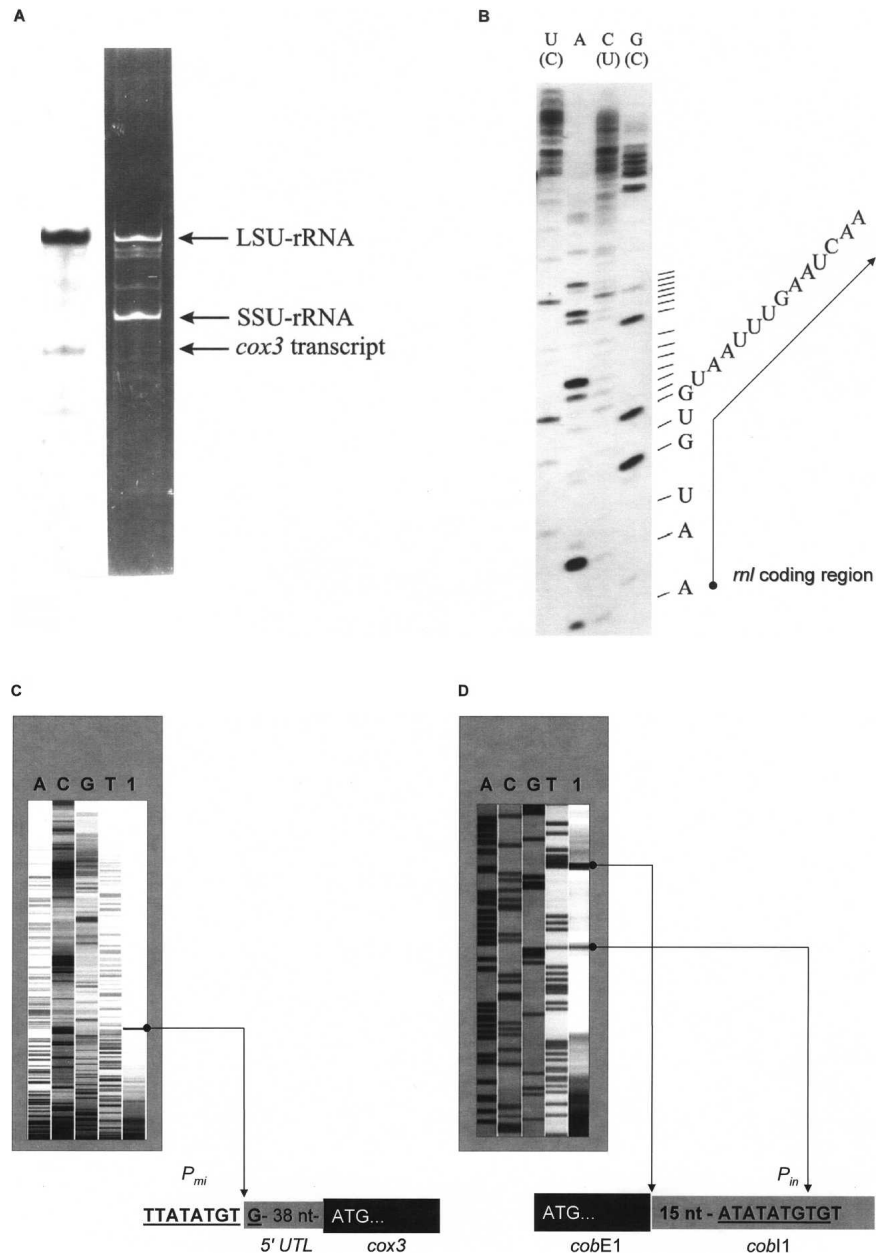 A
LSU-rRNA
SSU-rRNA
cox3 transcript
B
U A C G
(C) (U) (C)
A
A
U
G
U
G
U
A
A
U
U
U
G
A
A
U
C
A
A
rnl coding region
C
A C G T 1
Pmi
TTATATGT G- 38 nt- ATG...
5' UTL cox3
D
A C G T 1
Pin
ATG... 15 nt - ATATATGTGT
cobE1 cobI1